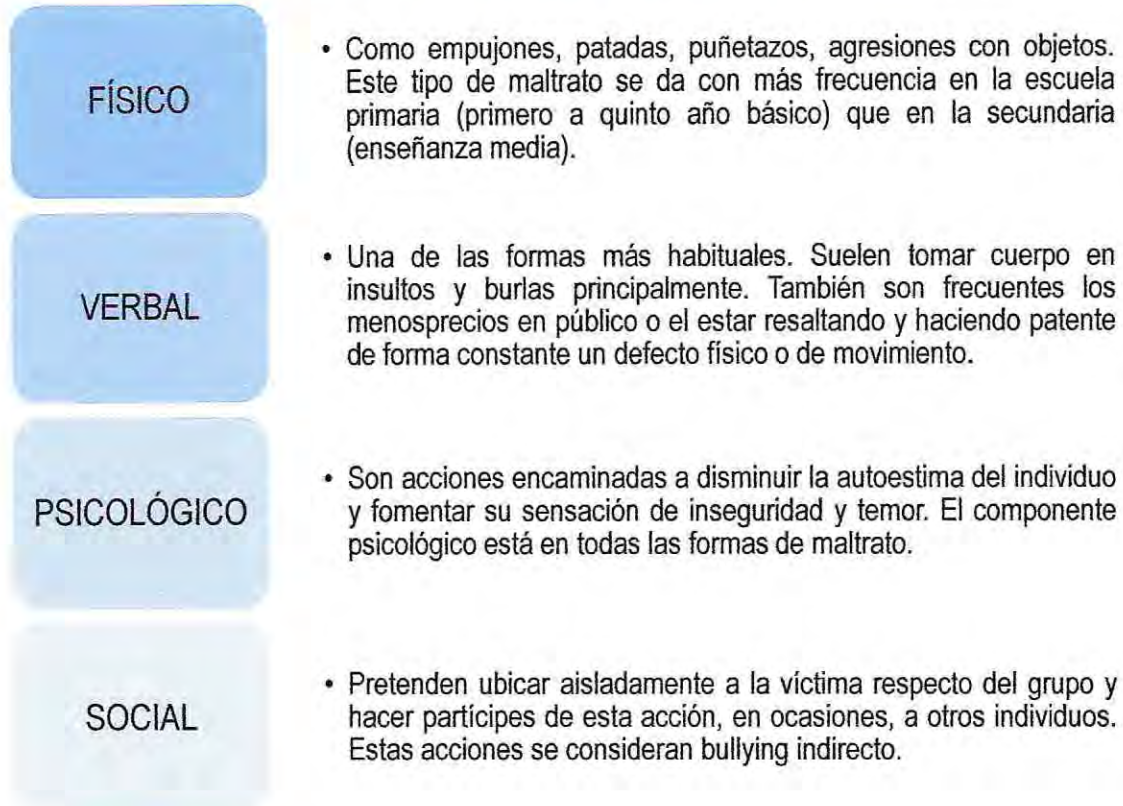 FÍSICO
• Como empujones, patadas, puñetazos, agresiones con objetos.
Este tipo de maltrato se da con más frecuencia en la escuela
primaria (primero a quinto año básico) que en la secundaria
(enseñanza media).
VERBAL
• Una de las formas más habituales. Suelen tomar cuerpo en
insultos y burlas principalmente. También son frecuentes los
menosprecios en público o el estar resaltando y haciendo patente
de forma constante un defecto físico o de movimiento.
PSICOLÓGICO
• Son acciones encaminadas a disminuir la autoestima del individuo
y fomentar su sensación de inseguridad y temor. El componente
psicológico está en todas las formas de maltrato.
SOCIAL
• Pretenden ubicar aisladamente a la víctima respecto del grupo y
hacer partícipes de esta acción, en ocasiones, a otros individuos.
Estas acciones se consideran bullying indirecto.